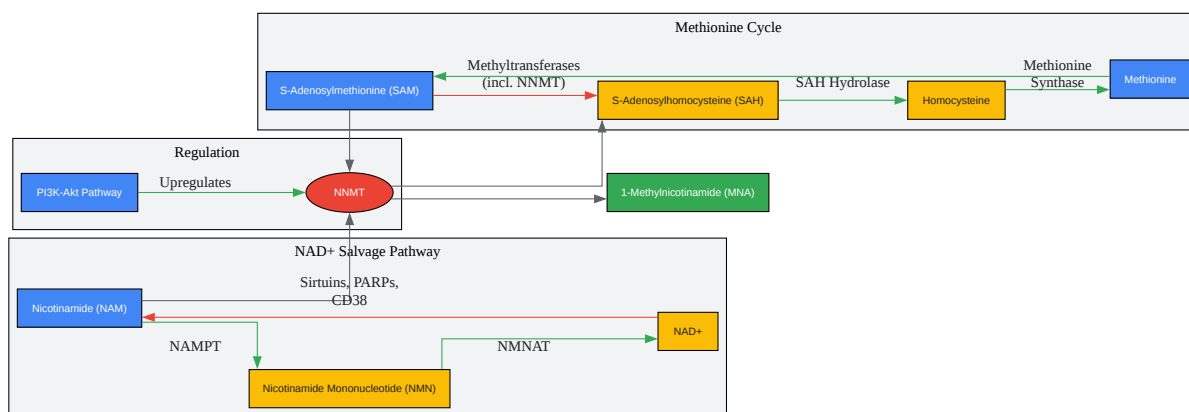 Methionine Cycle
Methyltransferases
(incl. NNMT)
Methionine
Synthase
S-Adenosylmethionine (SAM)
SAH Hydrolase
Methionine
S-Adenosylhomocysteine (SAH)
Homocysteine
Regulation
PI3K-Akt Pathway
Upregulates
NNMT
1-Methylnicotinamide (MNA)
NAD+ Salvage Pathway
Sirtuins, PARPs,
CD38
Nicotinamide (NAM)
NAD+
NAMPT
NMNAT
Nicotinamide Mononucleotide (NMN)